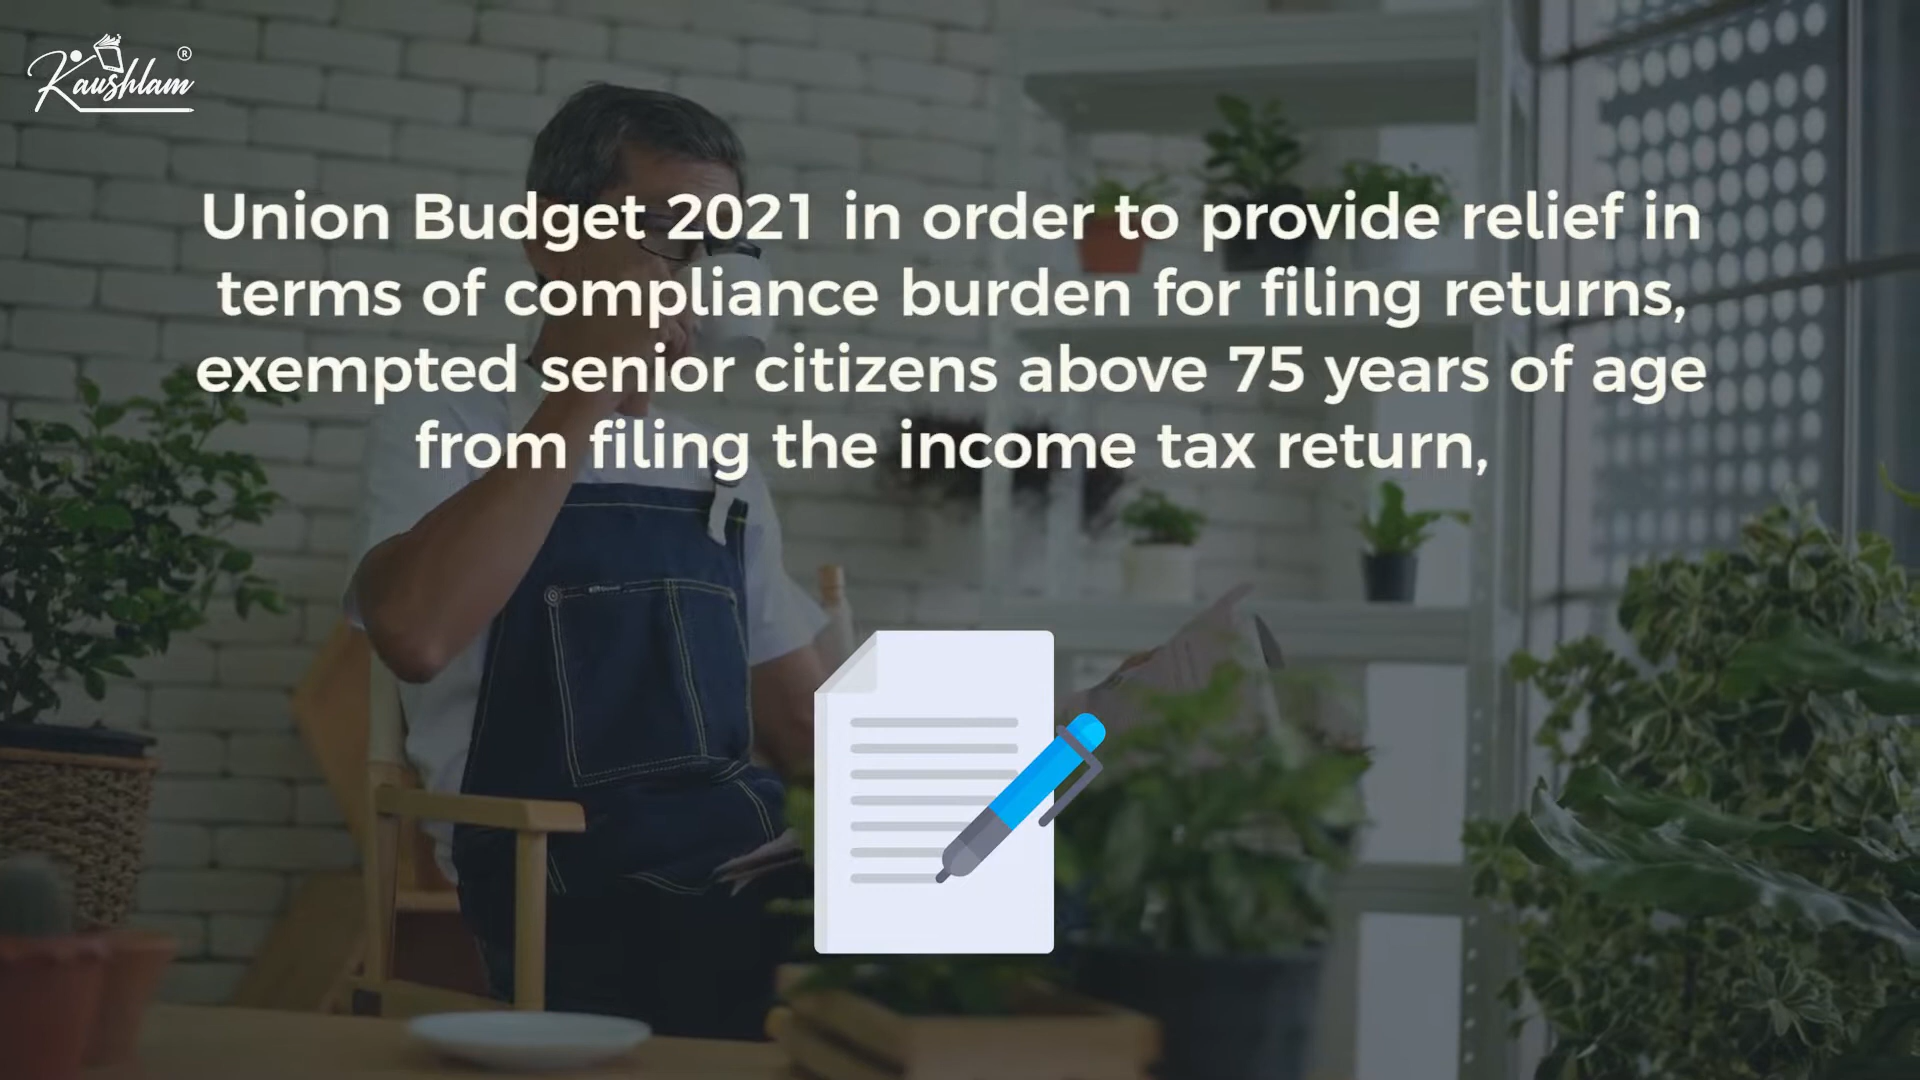 Kaushlam®
Union Budget 2021 in order to provide relief in
terms of compliance burden for filing returns,
exempted senior citizens above 75 years of age
from filing the income tax return,